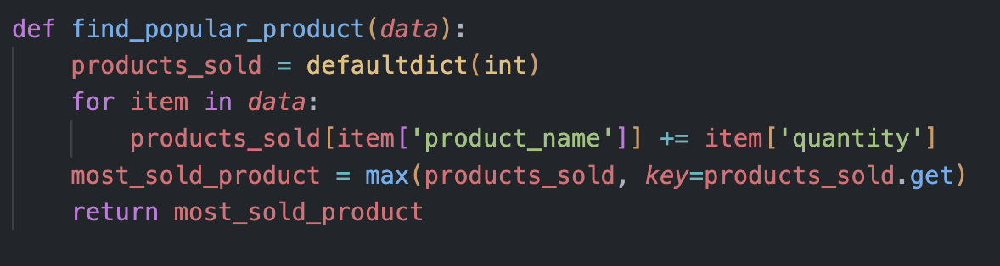 def find_popular_product(data):
    products_sold = defaultdict(int)
    for item in data:
        products_sold[item['product_name']] += item['quantity']
    most_sold_product = max(products_sold, key=products_sold.get)
    return most_sold_product